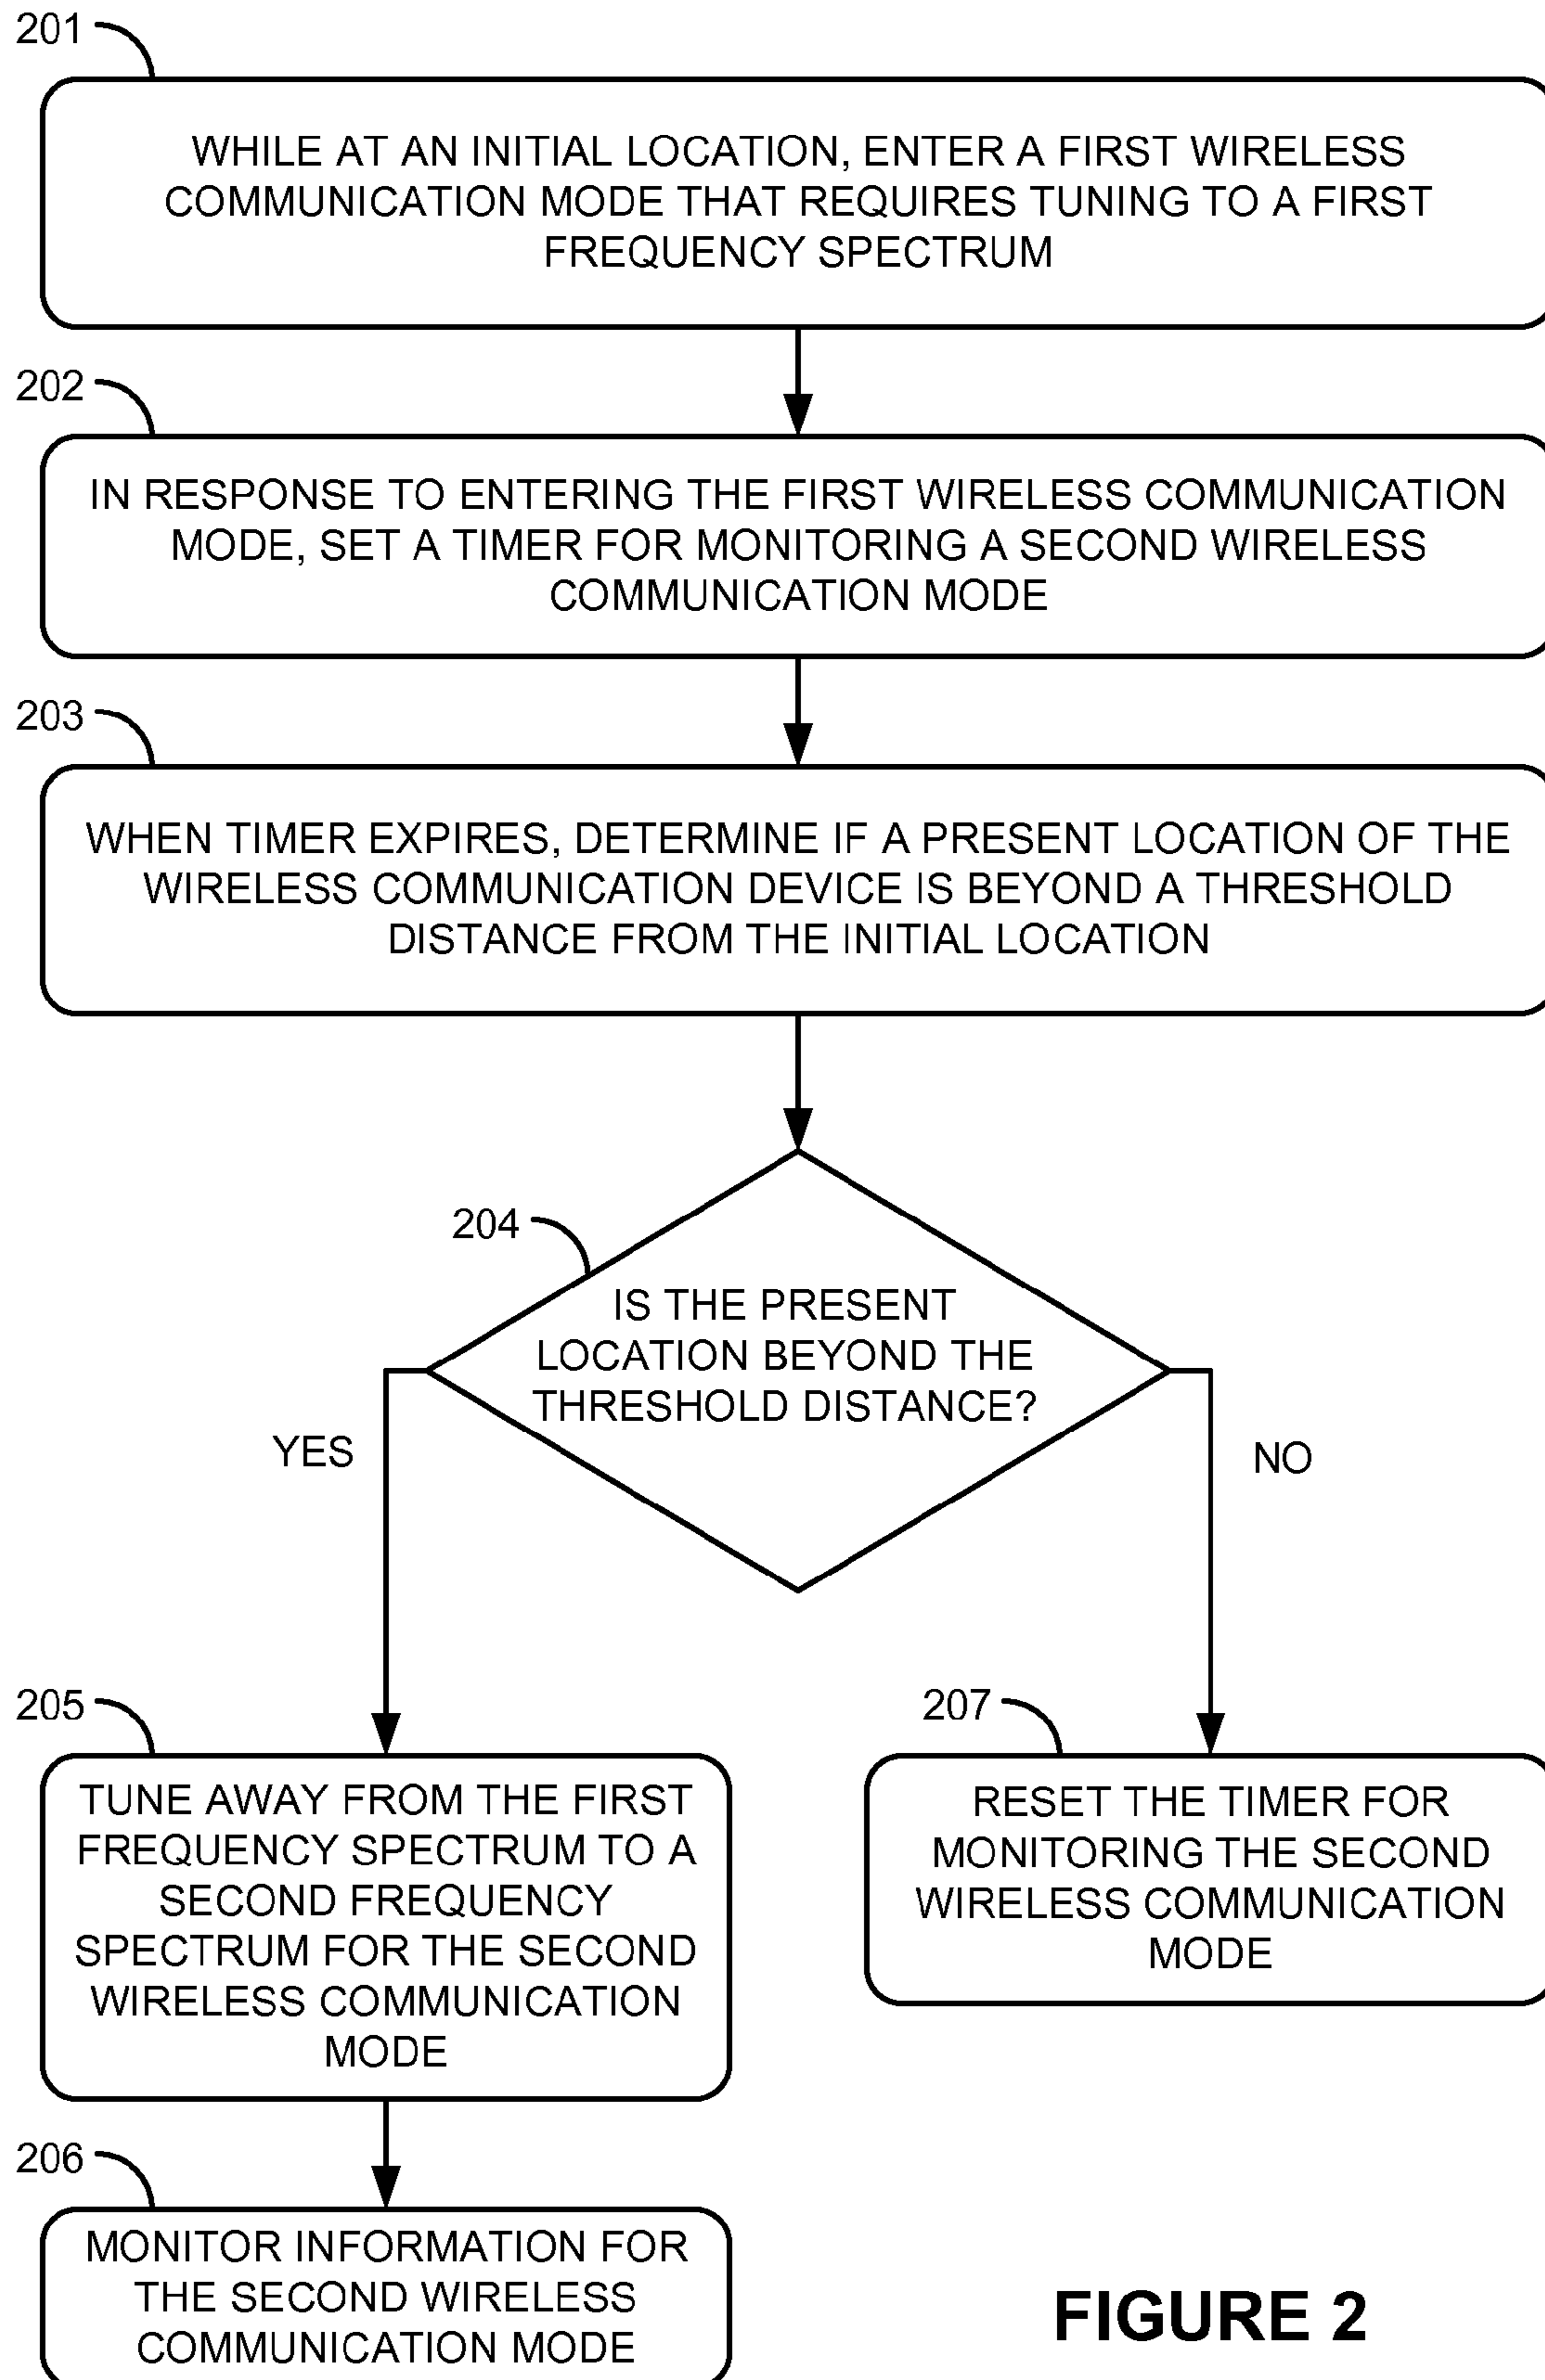 201
WHILE AT AN INITIAL LOCATION, ENTER A FIRST WIRELESS
COMMUNICATION MODE THAT REQUIRES TUNING TO A FIRST
FREQUENCY SPECTRUM
202
IN RESPONSE TO ENTERING THE FIRST WIRELESS COMMUNICATION
MODE, SET A TIMER FOR MONITORING A SECOND WIRELESS
COMMUNICATION MODE
203
WHEN TIMER EXPIRES, DETERMINE IF A PRESENT LOCATION OF THE
WIRELESS COMMUNICATION DEVICE IS BEYOND A THRESHOLD
DISTANCE FROM THE INITIAL LOCATION
204
IS THE PRESENT
LOCATION BEYOND THE
THRESHOLD DISTANCE?
YES
NO
205
TUNE AWAY FROM THE FIRST
FREQUENCY SPECTRUM TO A
SECOND FREQUENCY
SPECTRUM FOR THE SECOND
WIRELESS COMMUNICATION
MODE
207
RESET THE TIMER FOR
MONITORING THE SECOND
WIRELESS COMMUNICATION
MODE
206
MONITOR INFORMATION FOR
THE SECOND WIRELESS
COMMUNICATION MODE
FIGURE 2